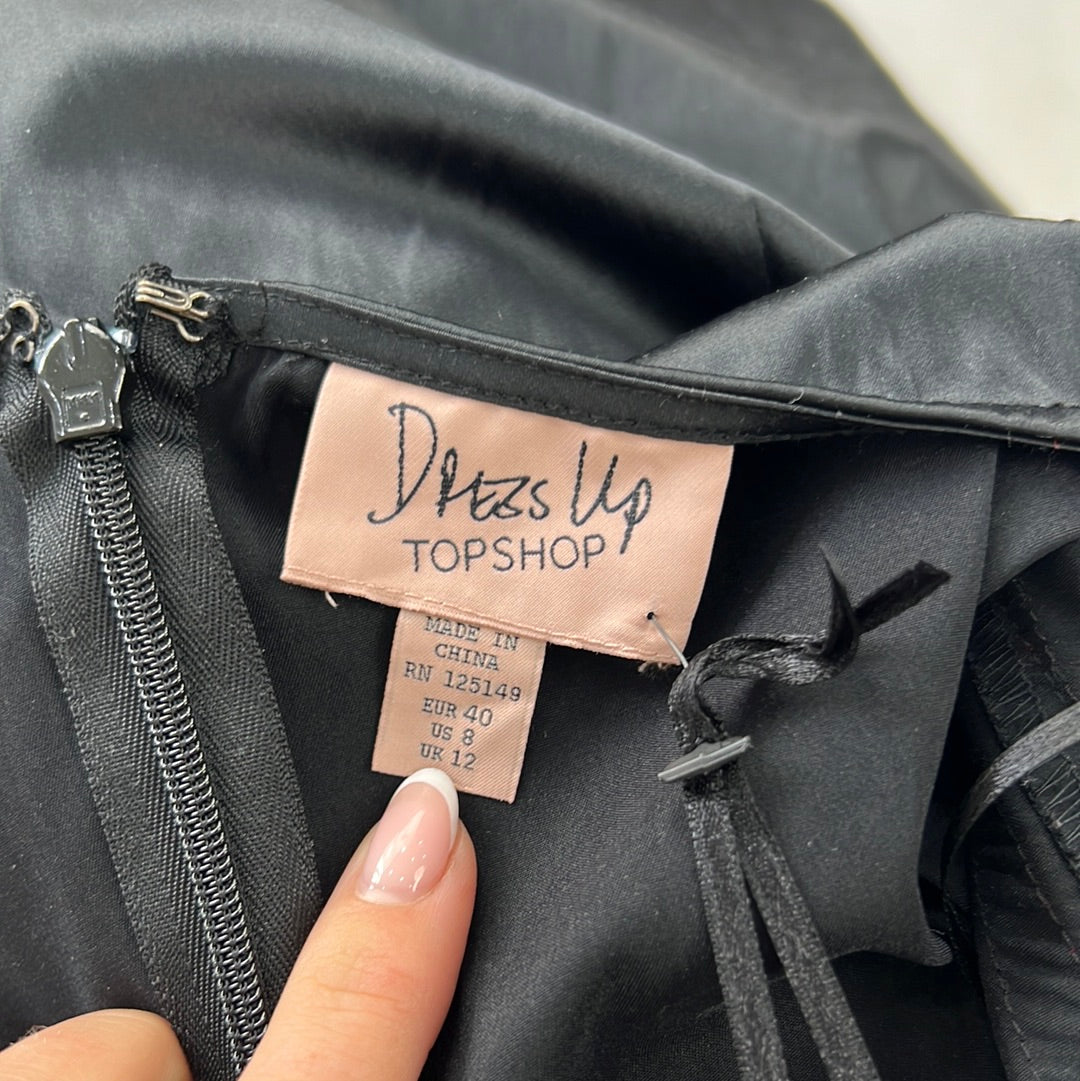 Dress Up
TOPSHOP
MADE IN
CHINA
RN 125149
EUR 40
US 8
UK 12